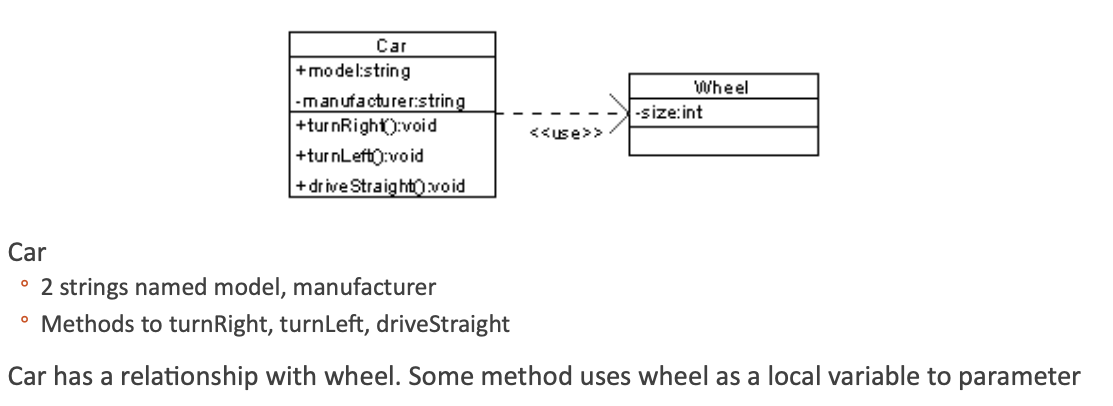 Car
+model:string
-manufacturer:string
+turnRight():void
+turnLeft():void
+driveStraight():void
<<use>>
Wheel
-size:int
Car
° 2 strings named model, manufacturer
° Methods to turnRight, turnLeft, driveStraight
Car has a relationship with wheel. Some method uses wheel as a local variable to parameter